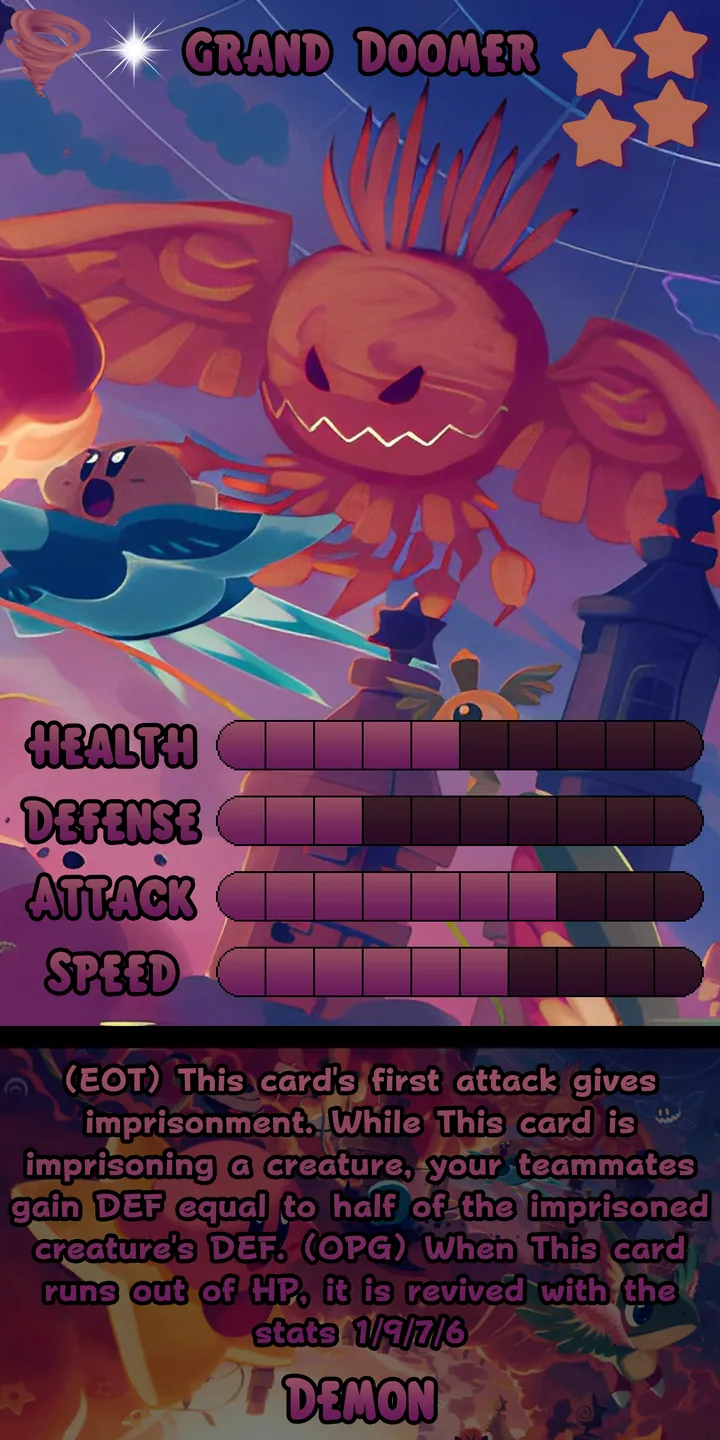 Grand Doomer
Health
Defense
Attack
Speed
(EOT) This card's first attack gives
imprisonment. While This card is
imprisoning a creature, your teammates
gain DEF equal to half of the imprisoned
creature's DEF. (OPG) When This card
runs out of HP, it is revived with the
stats 1/9/7/6
Demon